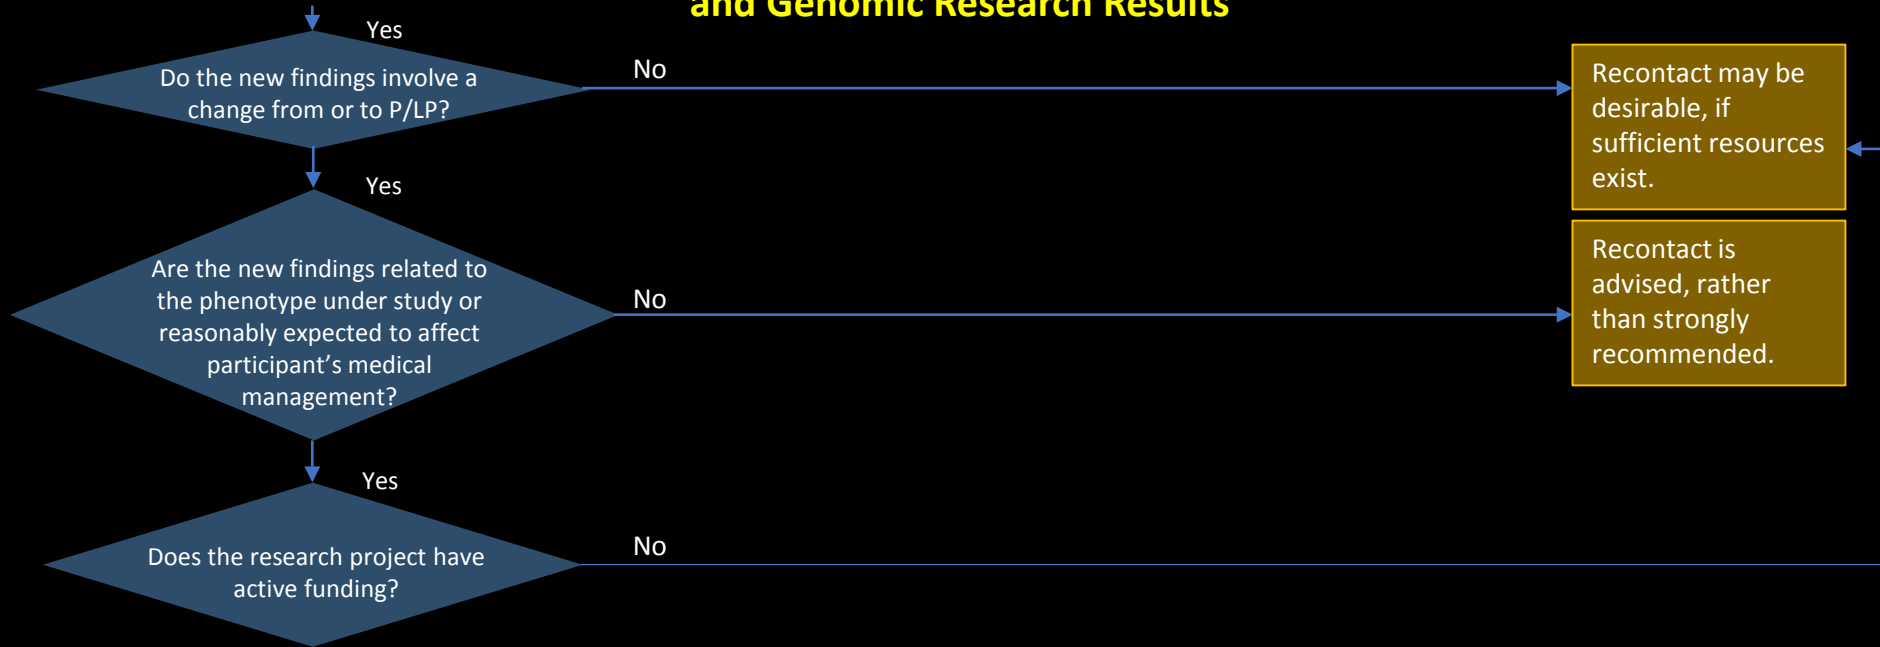 and Genomic Research Results
Yes
Do the new findings involve a
change from or to P/LP?
No
Recontact may be
desirable, if
sufficient resources
exist.
Yes
Are the new findings related to
the phenotype under study or
reasonably expected to affect
participant’s medical
management?
No
Recontact is
advised, rather
than strongly
recommended.
Yes
Does the research project have
active funding?
No